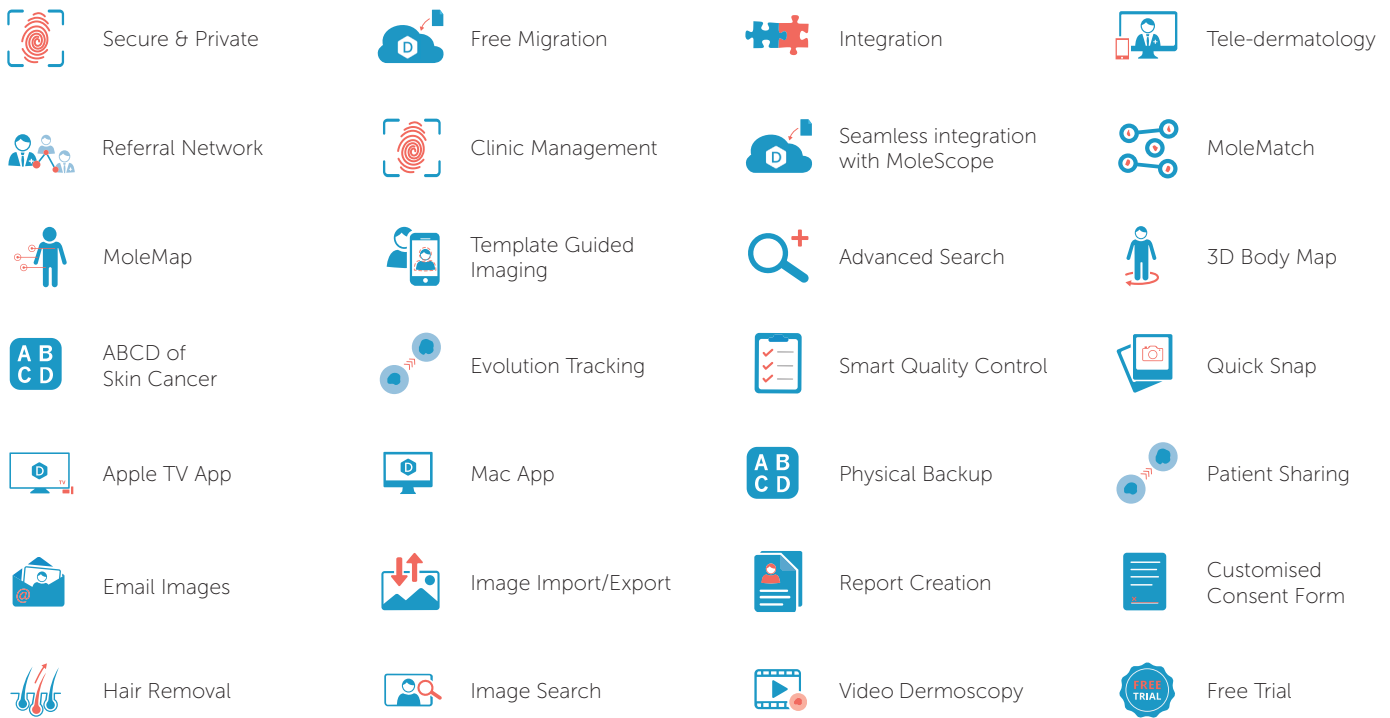 Secure & Private
Free Migration
D
Integration
Tele-dermatology
Referral Network
Clinic Management
D
Seamless integration
with MoleScope
MoleMatch
MoleMap
Template Guided
Imaging
Advanced Search
3D Body Map
A B
C D
ABCD of
Skin Cancer
Evolution Tracking
Smart Quality Control
Quick Snap
D
TV
Apple TV App
D
Mac App
A B
C D
Physical Backup
Patient Sharing
@
Email Images
Image Import/Export
Report Creation
Customised
Consent Form
Hair Removal
Image Search
Video Dermoscopy
FREE
TRIAL
Free Trial